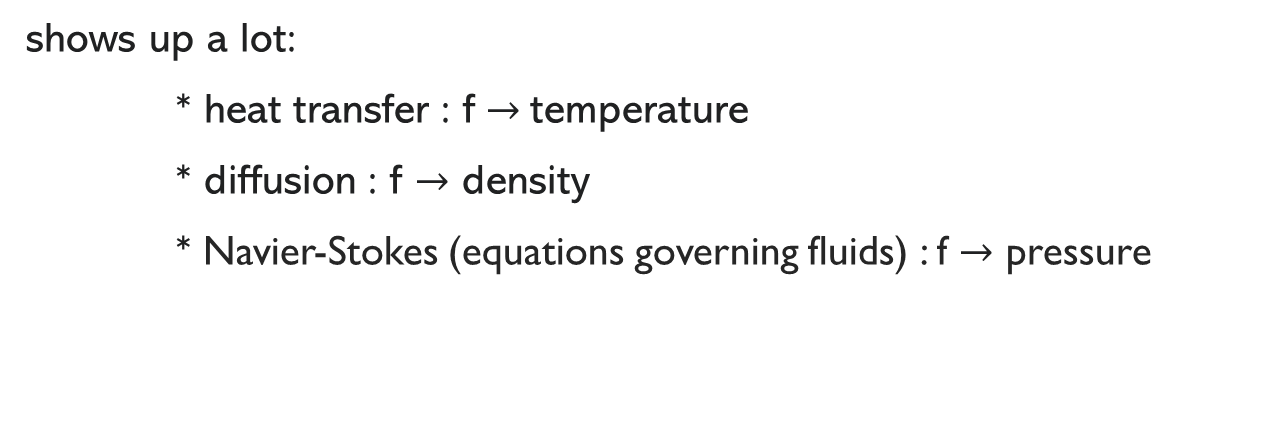 shows up a lot:
* heat transfer : f → temperature
* diffusion : f → density
* Navier-Stokes (equations governing fluids) : f → pressure